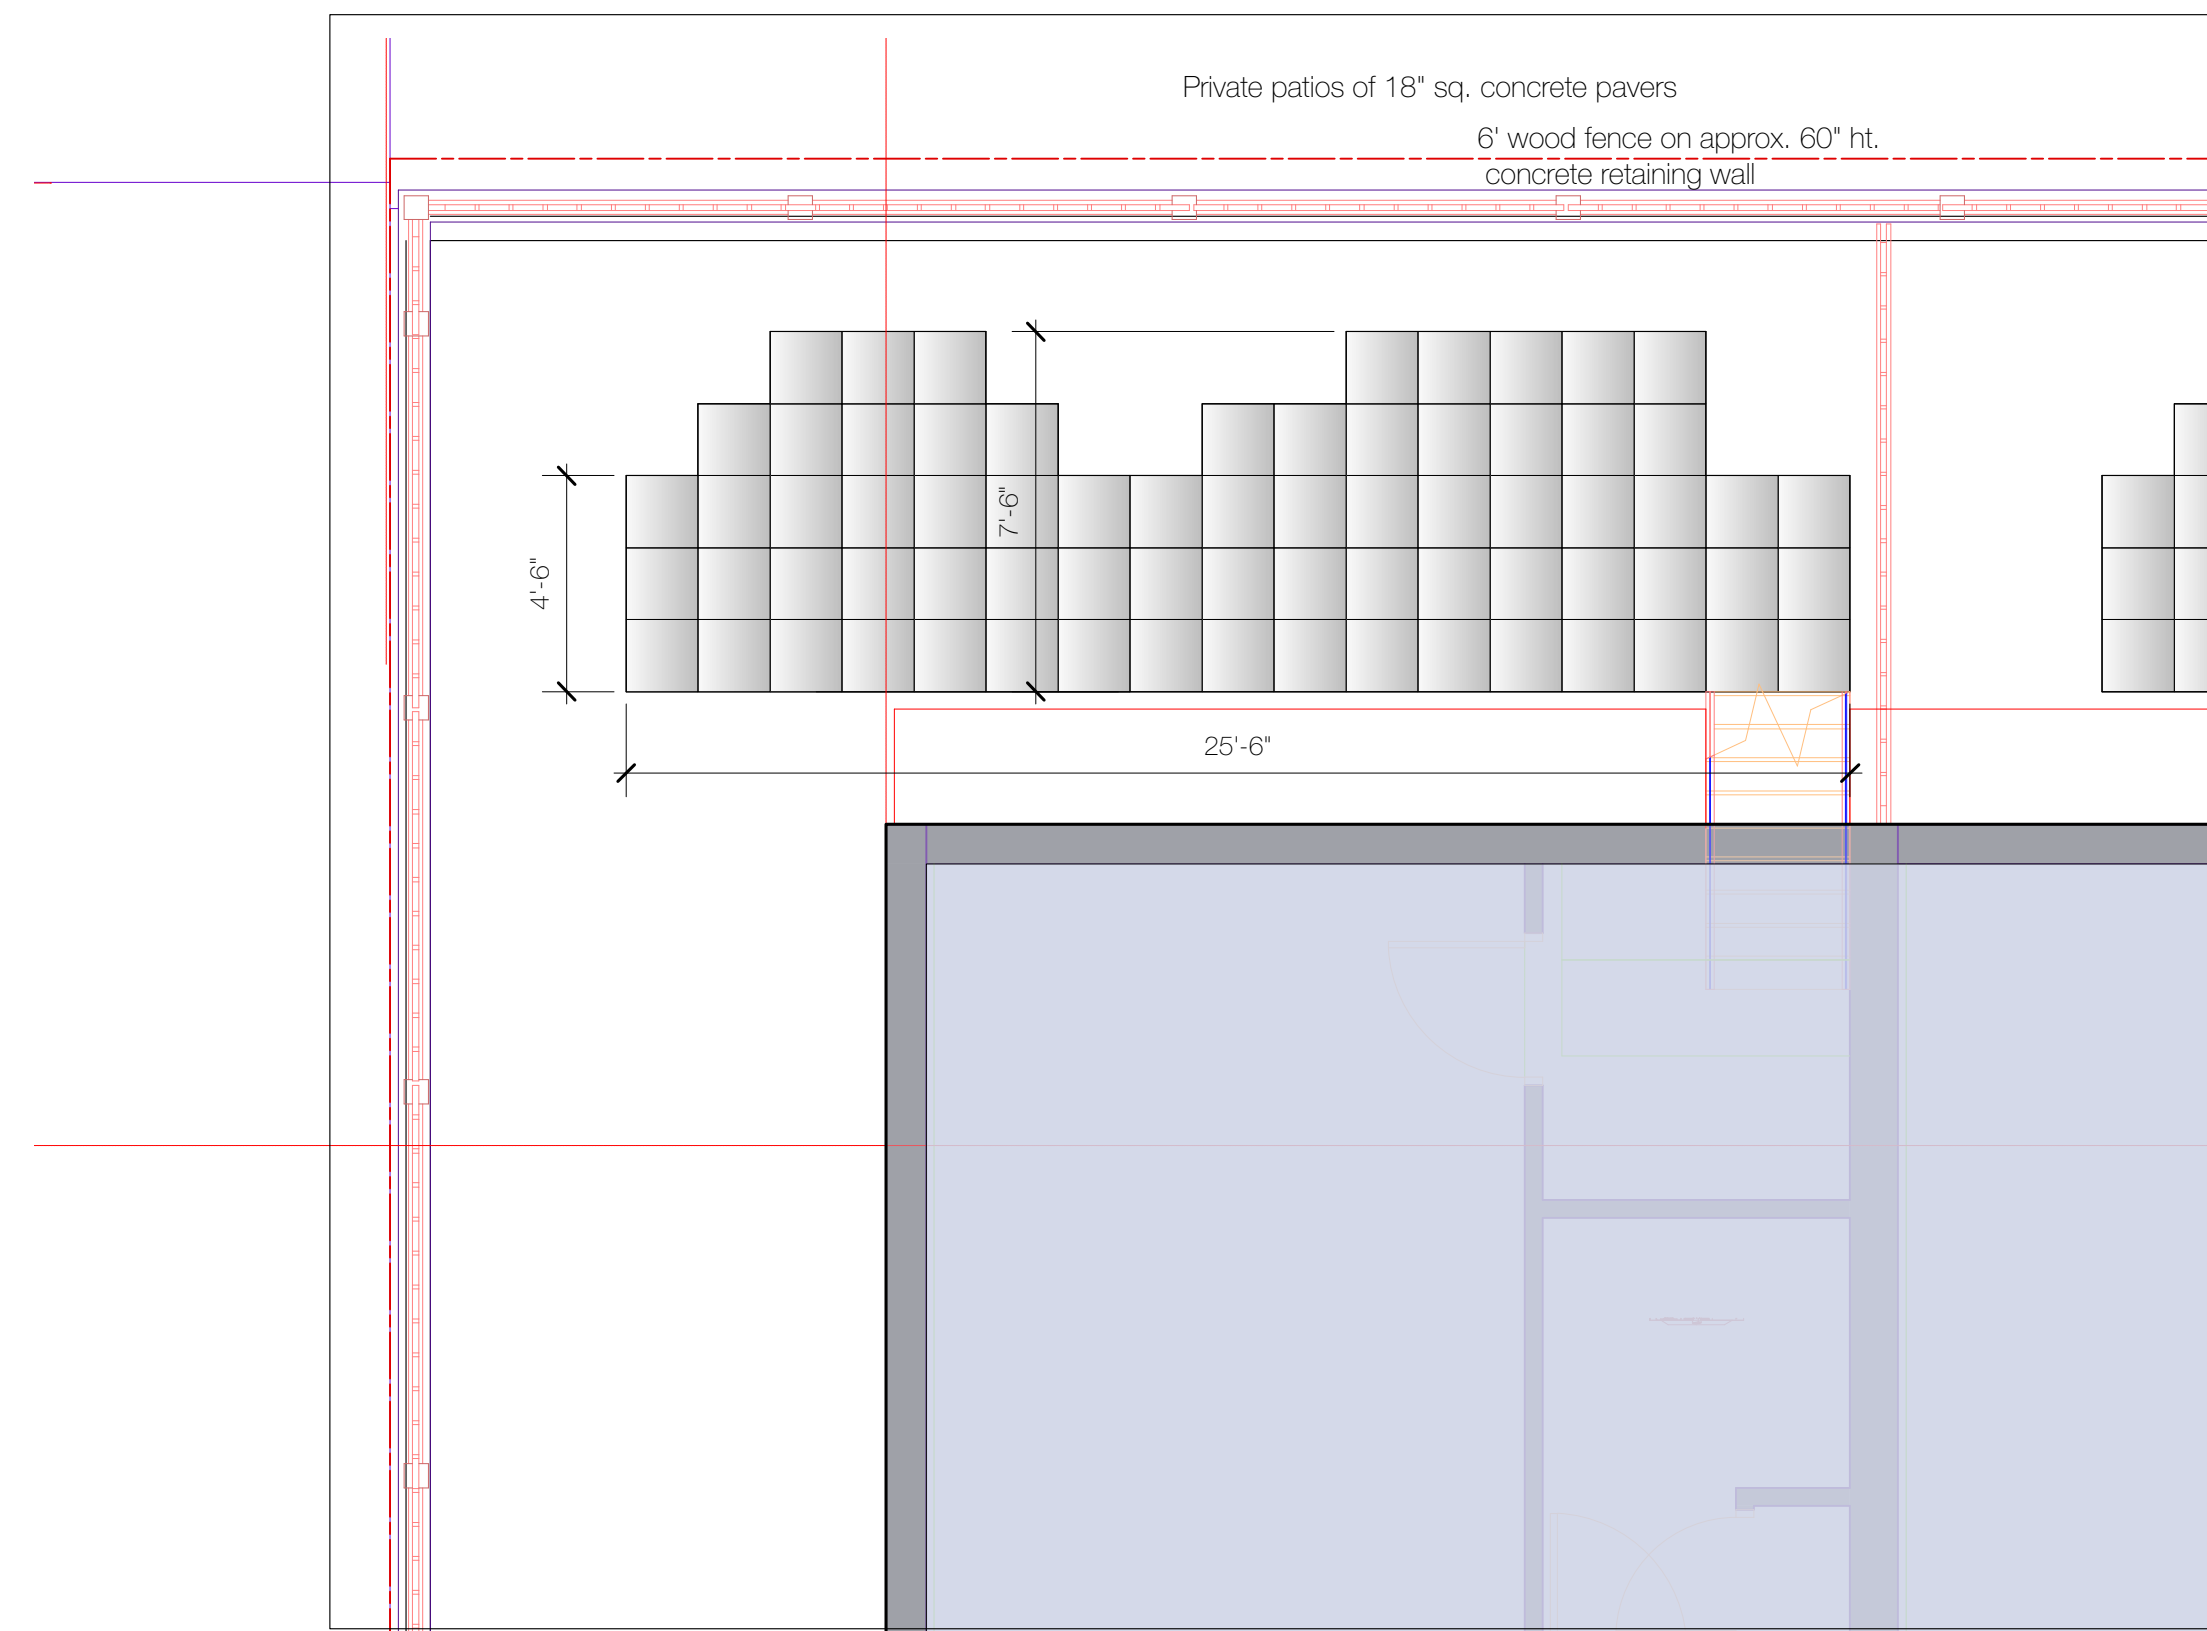 Private patios of 18" sq. concrete pavers
6' wood fence on approx. 60" ht.
concrete retaining wall
7'-6"
4'-6"
25'-6"